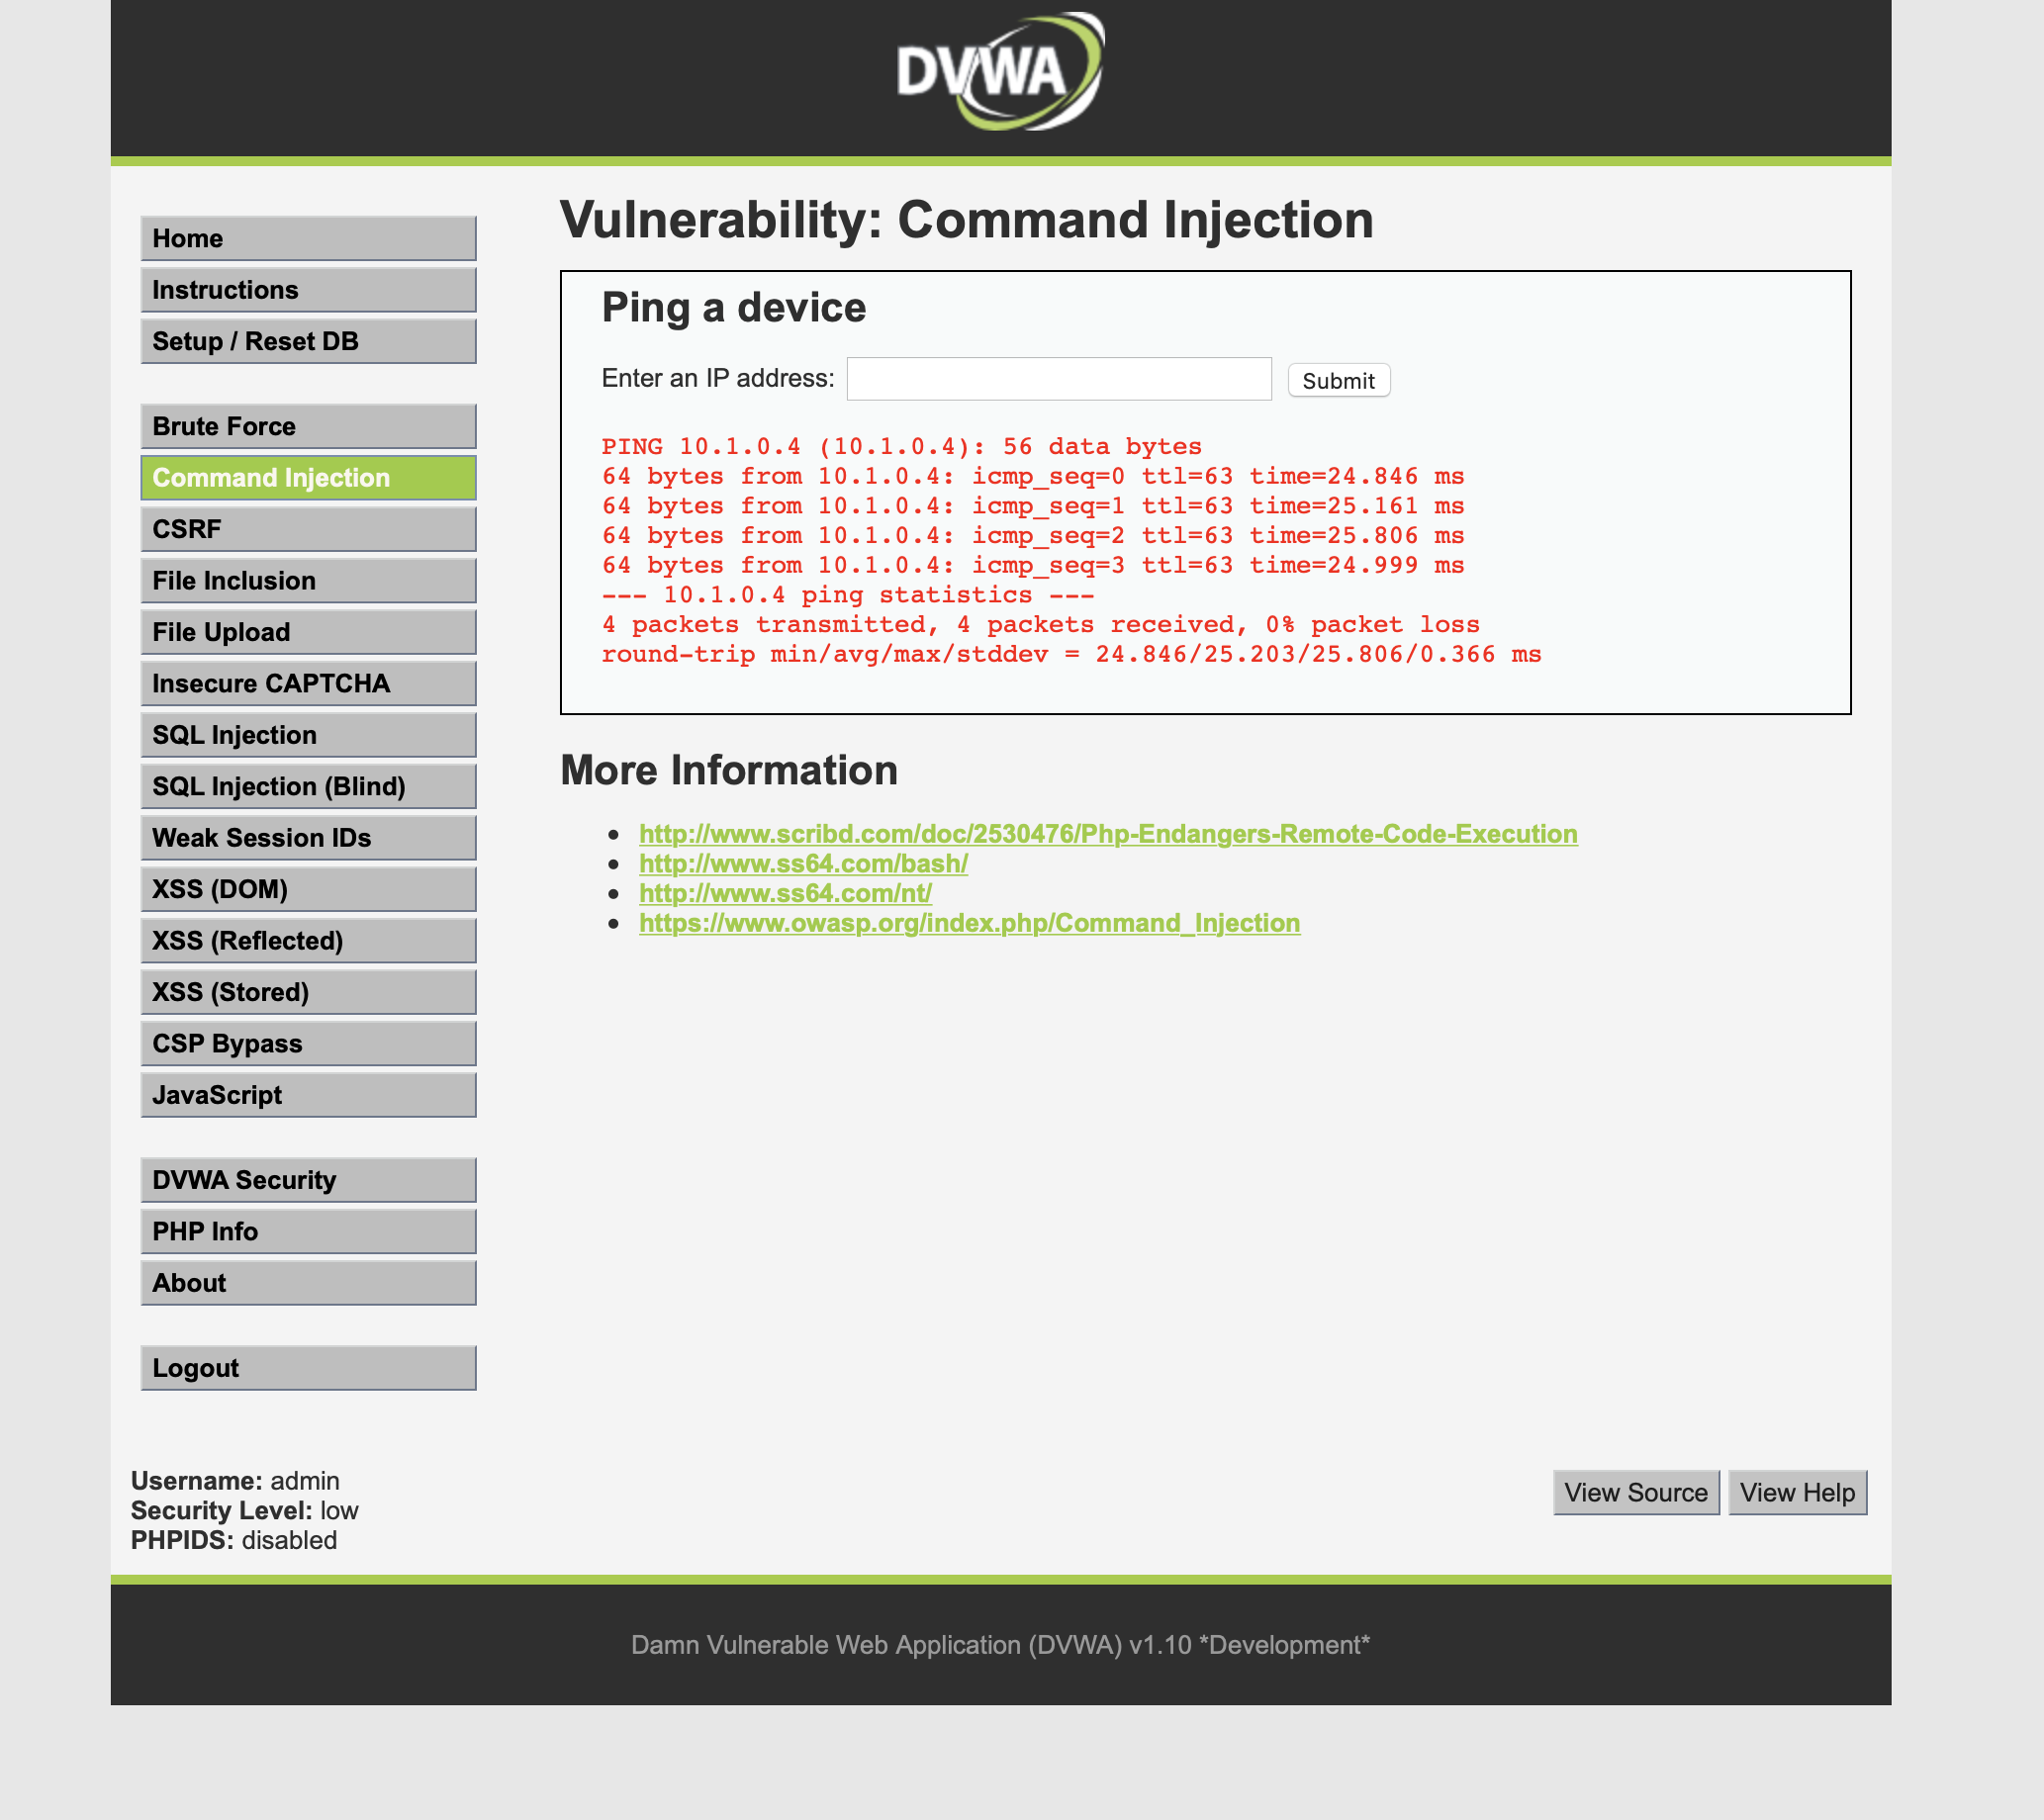 DVWA
Home
Instructions
Setup / Reset DB
Brute Force
Command Injection
CSRF
File Inclusion
File Upload
Insecure CAPTCHA
SQL Injection
SQL Injection (Blind)
Weak Session IDs
XSS (DOM)
XSS (Reflected)
XSS (Stored)
CSP Bypass
JavaScript
DVWA Security
PHP Info
About
Logout
Vulnerability: Command Injection
Ping a device
Enter an IP address: Submit
PING 10.1.0.4 (10.1.0.4): 56 data bytes
64 bytes from 10.1.0.4: icmp_seq=0 ttl=63 time=24.846 ms
64 bytes from 10.1.0.4: icmp_seq=1 ttl=63 time=25.161 ms
64 bytes from 10.1.0.4: icmp_seq=2 ttl=63 time=25.806 ms
64 bytes from 10.1.0.4: icmp_seq=3 ttl=63 time=24.999 ms
--- 10.1.0.4 ping statistics ---
4 packets transmitted, 4 packets received, 0% packet loss
round-trip min/avg/max/stddev = 24.846/25.203/25.806/0.366 ms
More Information
http://www.scribd.com/doc/2530476/Php-Endangers-Remote-Code-Execution
http://www.ss64.com/bash/
http://www.ss64.com/nt/
https://www.owasp.org/index.php/Command_Injection
Username: admin
Security Level: low
PHPIDS: disabled
View Source View Help
Damn Vulnerable Web Application (DVWA) v1.10 *Development*